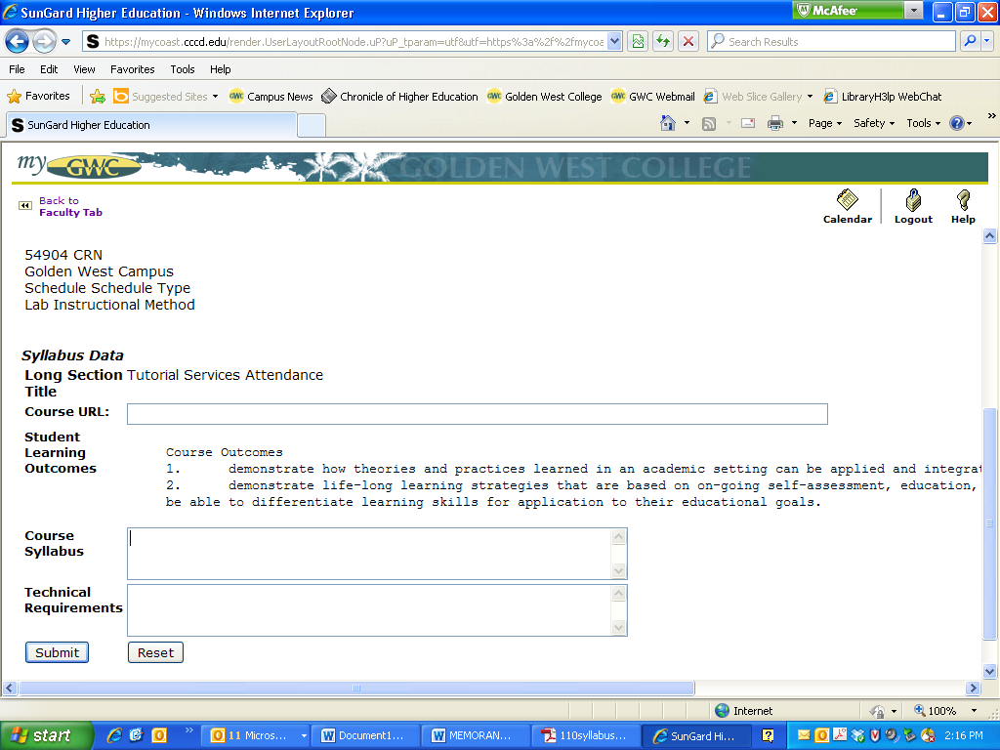 SunGard Higher Education - Windows Internet Explorer
McAfee
https://mycoast.cccd.edu/render.UserLayoutRootNode.uP?uP_tparam=utf&utf=https%3a%2f%2fmycoa
Search Results
File Edit View Favorites Tools Help
Favorites Suggested Sites Campus News Chronicle of Higher Education Golden West College GWC Webmail Web Slice Gallery LibraryH3lp WebChat
SunGard Higher Education
Page Safety Tools
my GWC GOLDEN WEST COLLEGE
Back to
Faculty Tab
Calendar Logout Help
54904 CRN
Golden West Campus
Schedule Schedule Type
Lab Instructional Method
Syllabus Data
Long Section Title Tutorial Services Attendance
Course URL:
Student
Learning
Outcomes
Course Outcomes
1. demonstrate how theories and practices learned in an academic setting can be applied and integrat
2. demonstrate life-long learning strategies that are based on on-going self-assessment, education,
be able to differentiate learning skills for application to their educational goals.
Course
Syllabus
Technical
Requirements
Submit Reset
Internet 100%
start 11 Micros... Document1... MEMORAN... 110syllabus... SunGard Hi... 2:16 PM